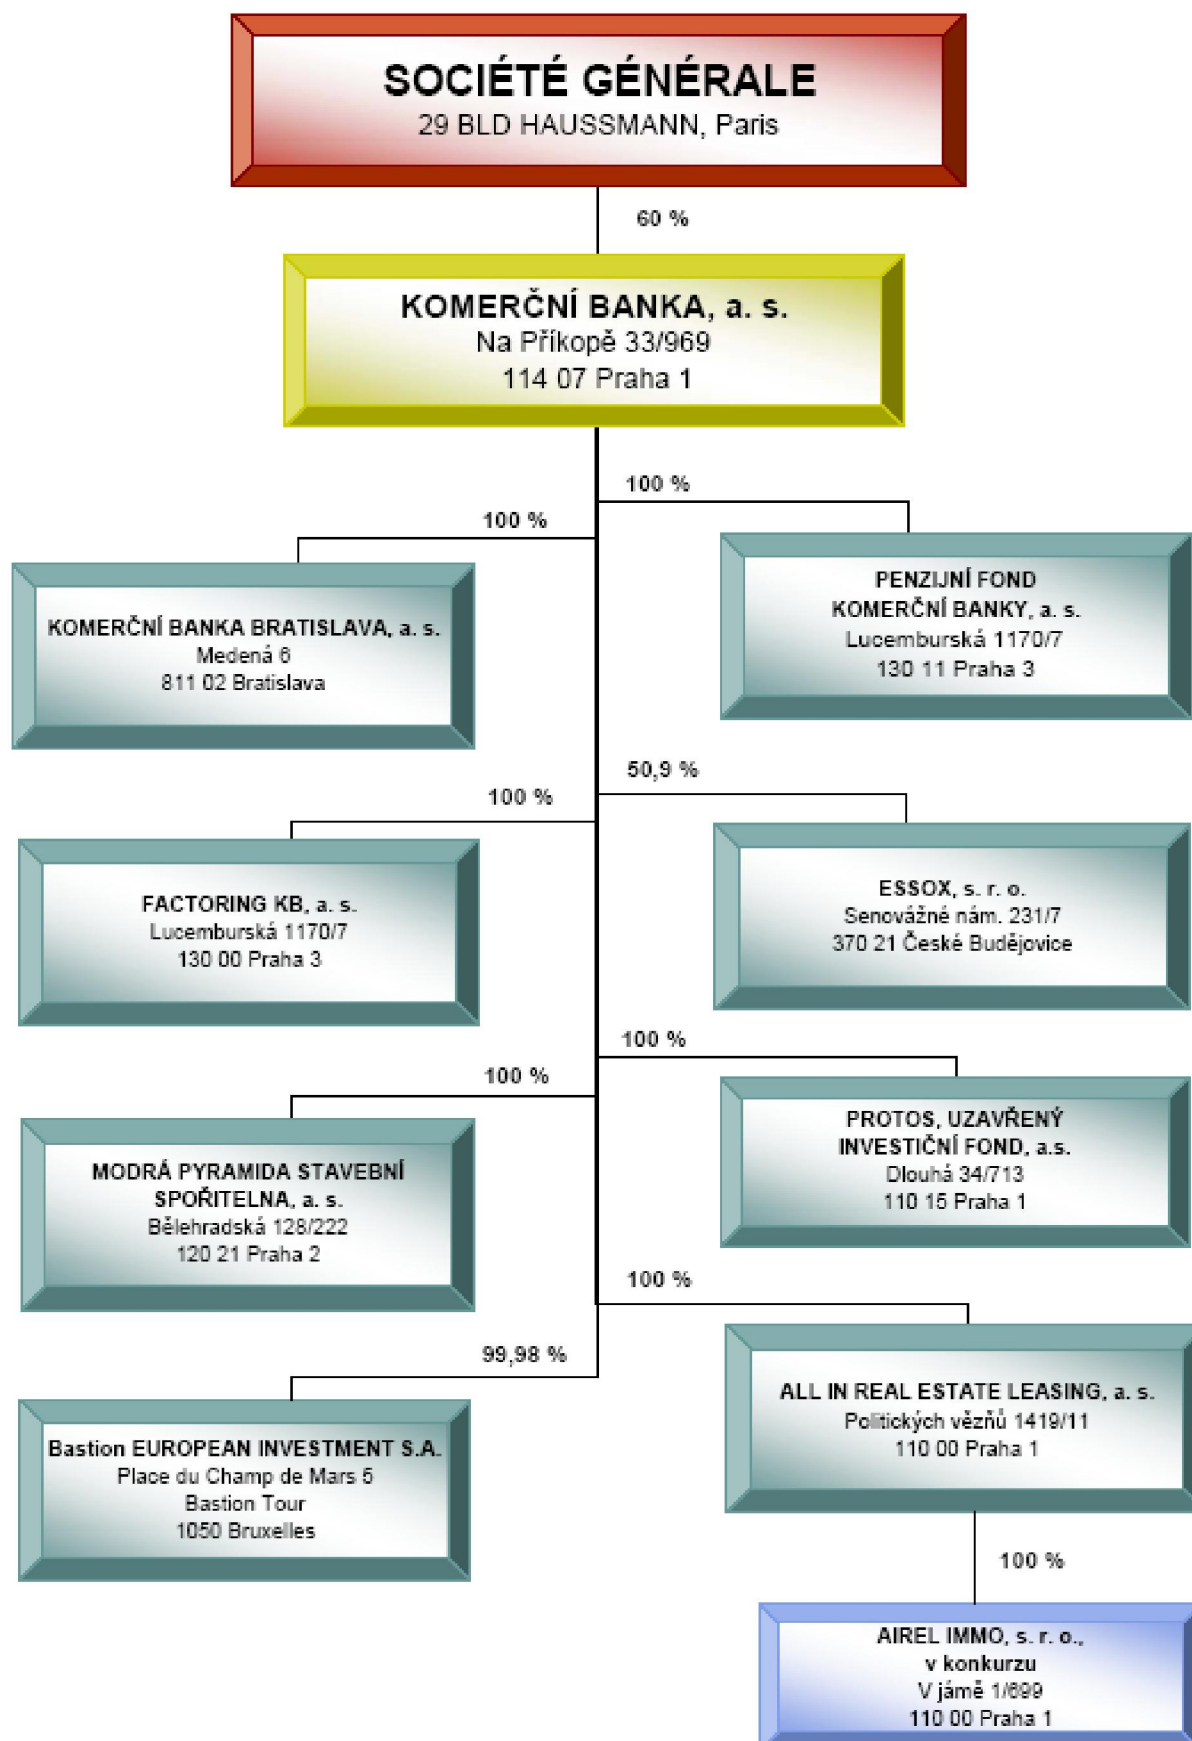 SOCIÉTÉ GÉNÉRALE
29 BLD HAUSSMANN, Paris
60 %
KOMERČNÍ BANKA, a. s.
Na Příkopě 33/969
114 07 Praha 1
100 %
100 %
KOMERČNÍ BANKA BRATISLAVA, a. s.
Medená 6
811 02 Bratislava
PENZIJNÍ FOND
KOMERČNÍ BANKY, a. s.
Lucemburská 1170/7
130 11 Praha 3
100 %
50,9 %
FACTORING KB, a. s.
Lucemburská 1170/7
130 00 Praha 3
ESSOX, s. r. o.
Senovážné nám. 231/7
370 21 České Budějovice
100 %
100 %
MODRÁ PYRAMIDA STAVEBNÍ
SPOŘITELNA, a. s.
Bělehradská 128/222
120 21 Praha 2
PROTOS, UZAVŘENÝ
INVESTIČNÍ FOND, a.s.
Dlouhá 34/713
110 15 Praha 1
99,98 %
100 %
Bastion EUROPEAN INVESTMENT S.A.
Place du Champ de Mars 5
Bastion Tour
1050 Bruxelles
ALL IN REAL ESTATE LEASING, a. s.
Politických vězňů 1419/11
110 00 Praha 1
100 %
AIREL IMMO, s. r. o.,
v konkurzu
V jámě 1/699
110 00 Praha 1